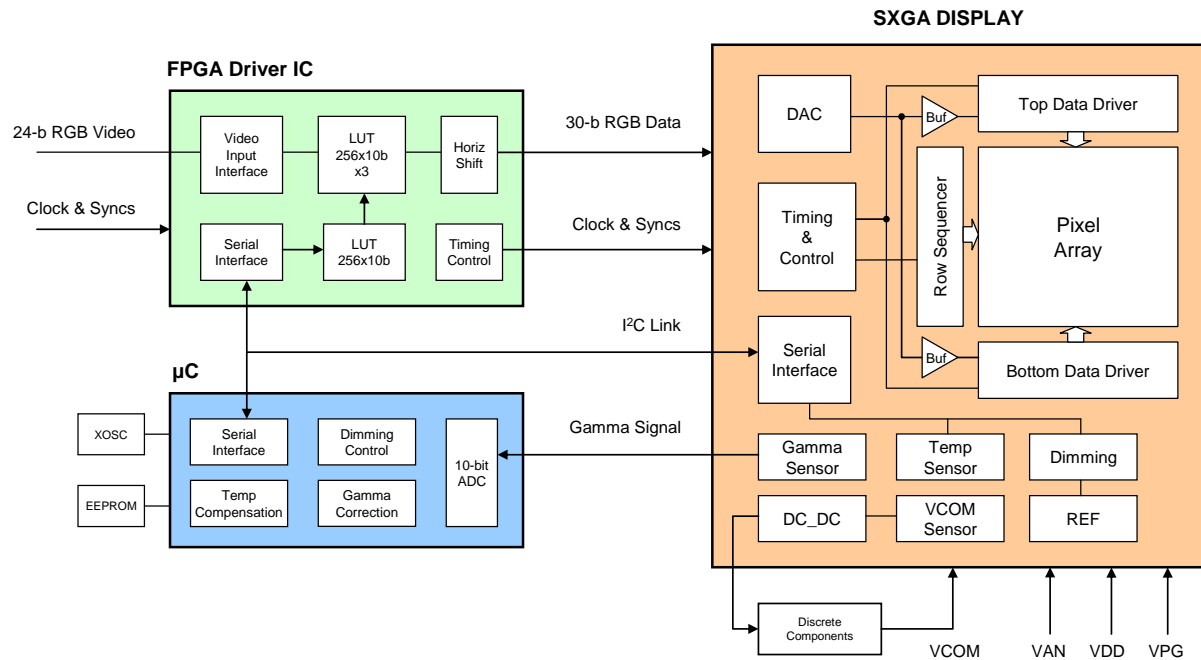 SXGA DISPLAY
FPGA Driver IC
24-b RGB Video
Clock & Syncs
Video
Input
Interface
LUT
256x10b
x3
Horiz
Shift
Serial
Interface
LUT
256x10b
Timing
Control
30-b RGB Data
Clock & Syncs
I²C Link
Gamma Signal
µC
XOSC
EEPROM
Serial
Interface
Dimming
Control
10-bit
ADC
Temp
Compensation
Gamma
Correction
DAC
Buf
Top Data Driver
Timing
&
Control
Row Sequencer
Pixel
Array
Serial
Interface
Buf
Bottom Data Driver
Gamma
Sensor
Temp
Sensor
Dimming
DC_DC
VCOM
Sensor
REF
Discrete
Components
VCOM
VAN
VDD
VPG